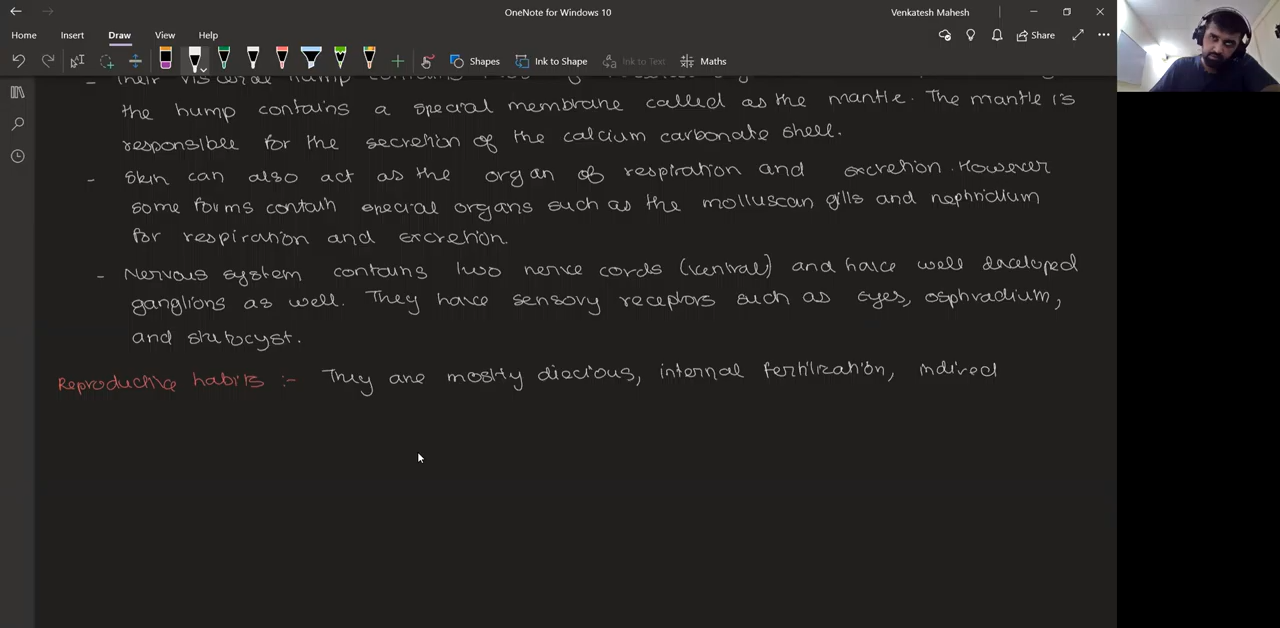 OneNote for Windows 10
Venkatesh Mahesh
Home Insert Draw View Help
Share
Shapes Ink to Shape Ink to Text Maths
- Their visceral hump
the hump contains a special membrane called as the mantle. The mantle is
responsible for the secretion of the calcium carbonate shell.
- Skin can also act as the organ of respiration and excretion. However
some forms contain special organs such as the molluscan gills and nephridium
for respiration and excretion.
- Nervous system contains two nerve cords (ventral) and have well developed
ganglions as well. They have sensory receptors such as eyes, osphradium,
and statocyst.
Reproductive habits :- They are mostly diecious, internal fertilization, indirect